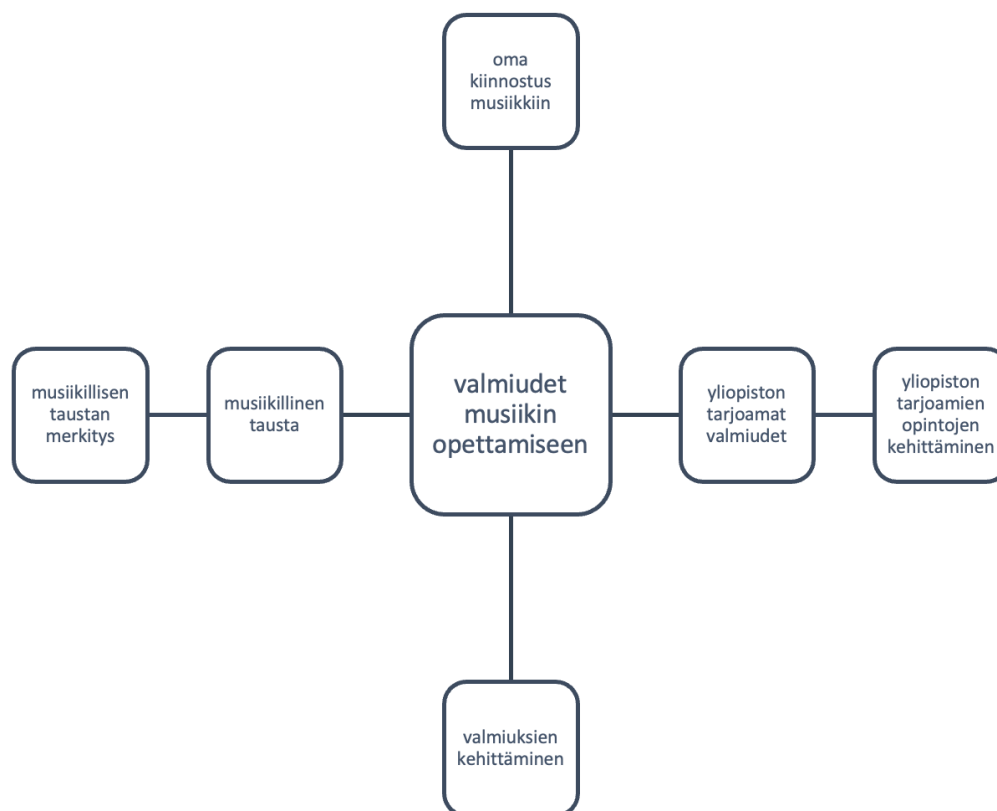 oma
kiinnostus
musiikkiin
musiikillisen
taustan
merkitys
musiikillinen
tausta
valmiudet
musiikin
opettamiseen
yliopiston
tarjoamat
valmiudet
yliopiston
tarjoamien
opintojen
kehittäminen
valmiuksien
kehittäminen